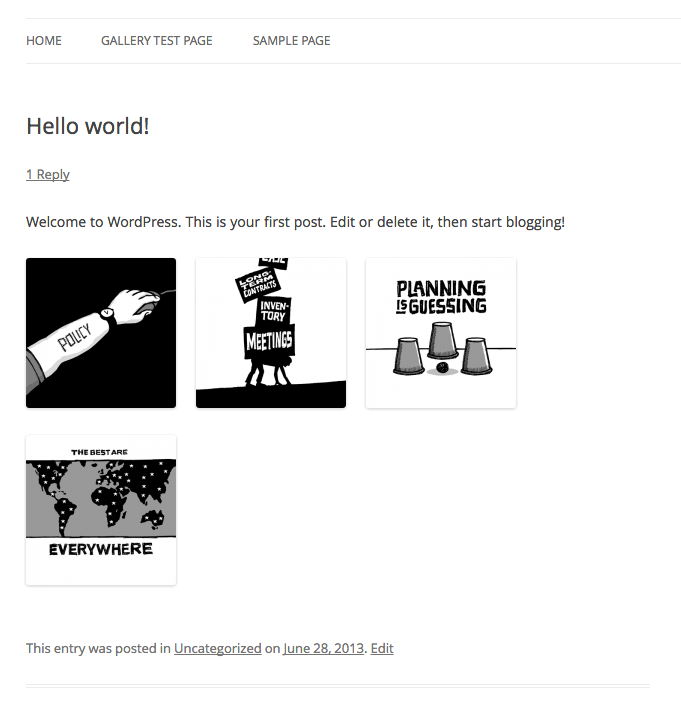 HOME GALLERY TEST PAGE SAMPLE PAGE
Hello world!
1 Reply
Welcome to WordPress. This is your first post. Edit or delete it, then start blogging!
POLICY
LONG-
TERM
CONTRACTS
INVEN-
TORY
MEETINGS
PLANNING
IS GUESSING
THE BEST ARE
EVERYWHERE
This entry was posted in Uncategorized on June 28, 2013. Edit